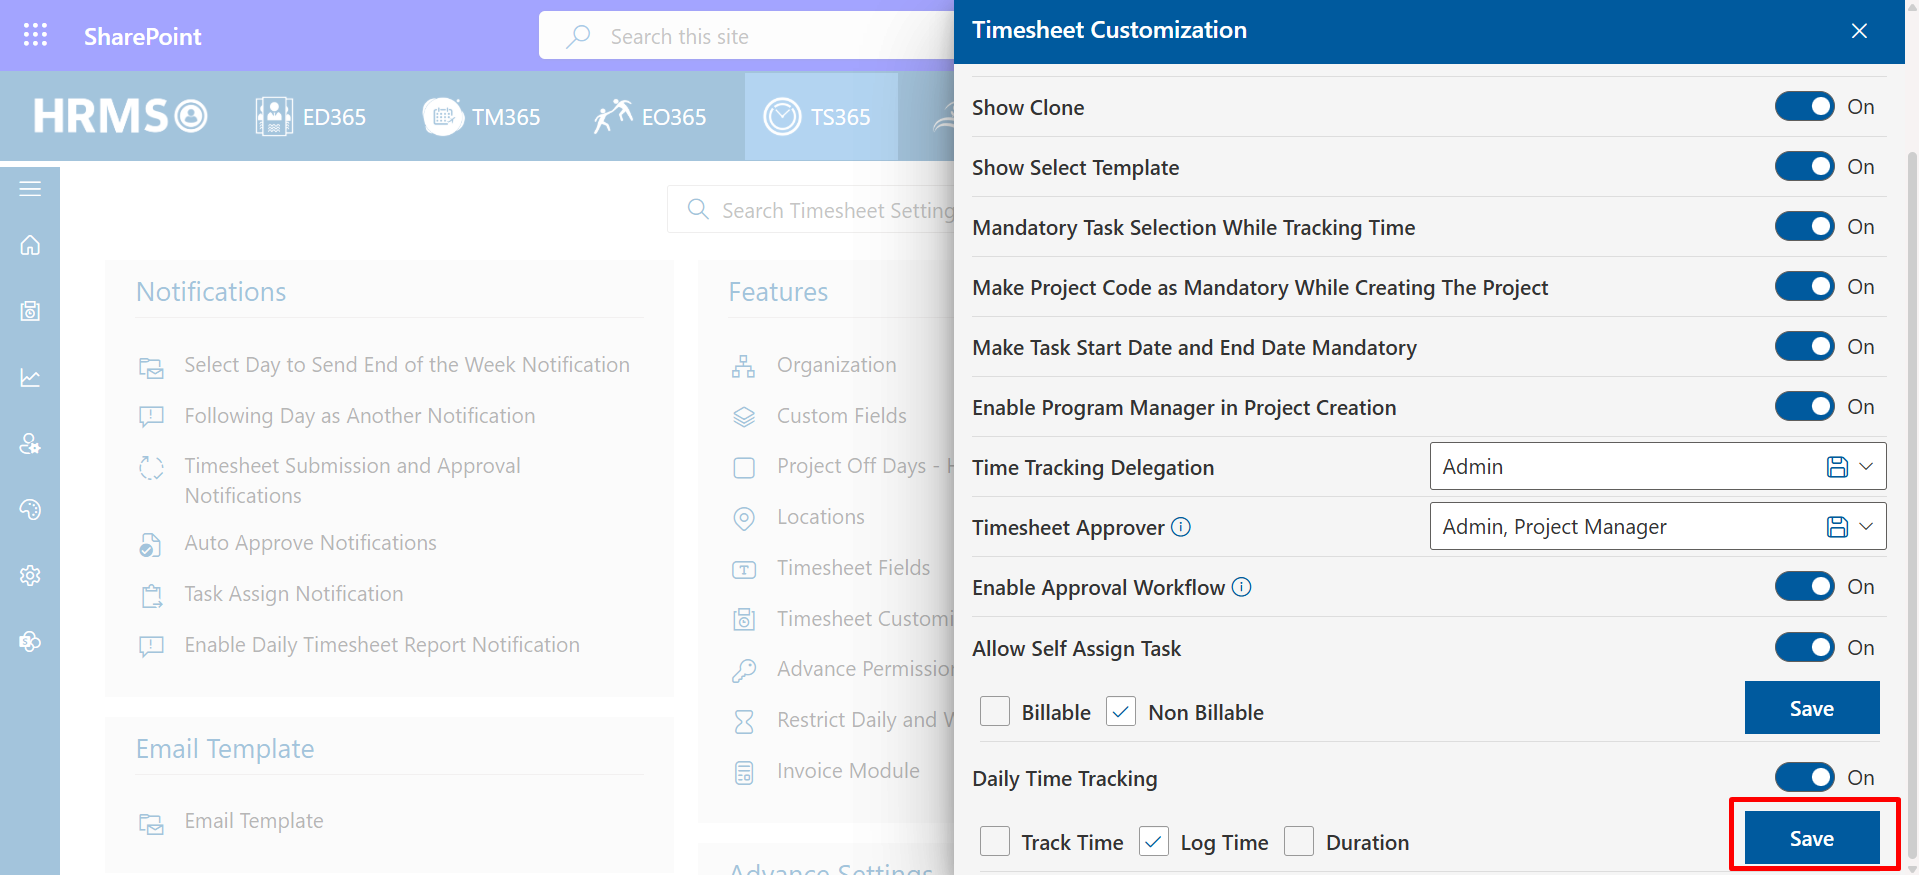 SharePoint
Search this site
HRMS
ED365
TM365
EO365
TS365
Search Timesheet Setting
Notifications
Select Day to Send End of the Week Notification
Following Day as Another Notification
Timesheet Submission and Approval
Notifications
Auto Approve Notifications
Task Assign Notification
Enable Daily Timesheet Report Notification
Email Template
Email Template
Features
Organization
Custom Fields
Project Off Days - H
Locations
Timesheet Fields
Timesheet Customi
Advance Permission
Restrict Daily and W
Invoice Module
Advance Settings
Timesheet Customization
Show Clone On
Show Select Template On
Mandatory Task Selection While Tracking Time On
Make Project Code as Mandatory While Creating The Project On
Make Task Start Date and End Date Mandatory On
Enable Program Manager in Project Creation On
Time Tracking Delegation Admin
Timesheet Approver Admin, Project Manager
Enable Approval Workflow On
Allow Self Assign Task On
Billable Non Billable Save
Daily Time Tracking On
Track Time Log Time Duration Save